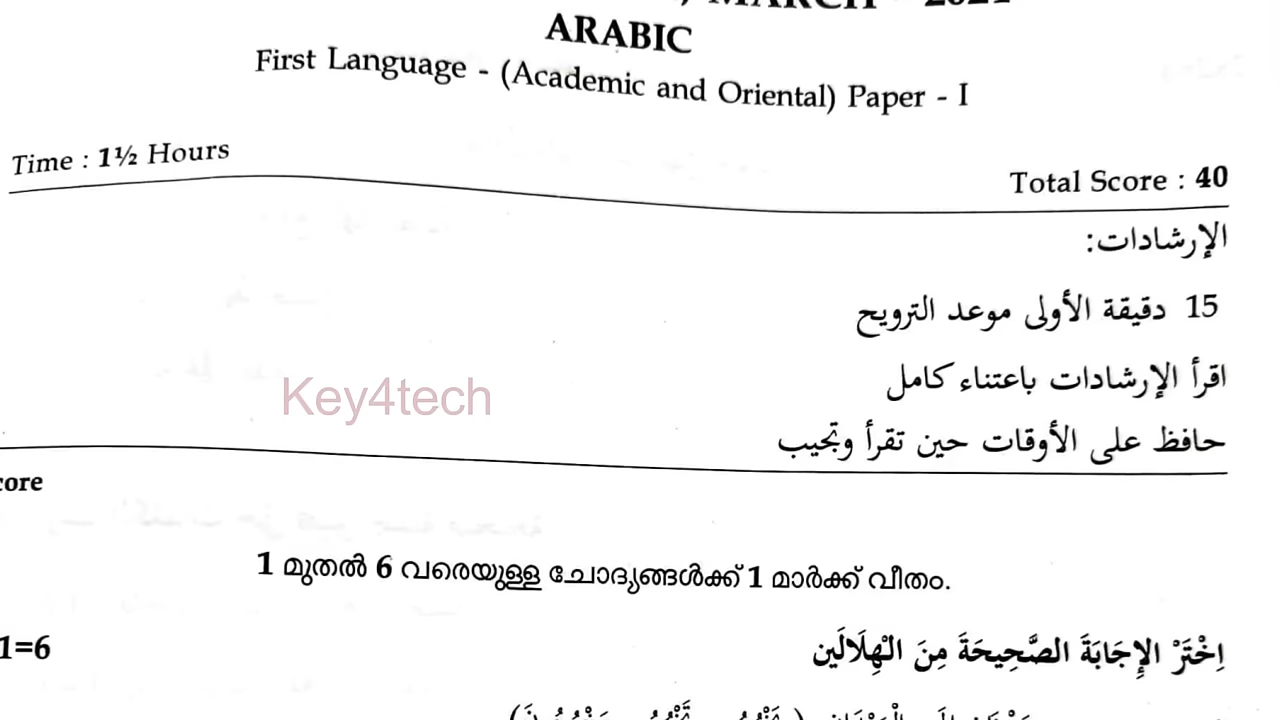 MARCH - 2021
ARABIC
First Language - (Academic and Oriental) Paper - I
Time : 1½ Hours
Total Score : 40
الإرشادات:
15 دقيقة الأولى موعد الترويح
اقرأ الإرشادات باعتناء كامل
Key4tech
حافظ على الأوقات حين تقرأ وتجيب
core
1 മുതൽ 6 വരെയുള്ള ചോദ്യങ്ങൾക്ക് 1 മാർക്ക് വീതം.
1=6
اِخْتَرْ الإِجَابَةَ الصَّحِيحَةَ مِنَ الْهِلَالَين